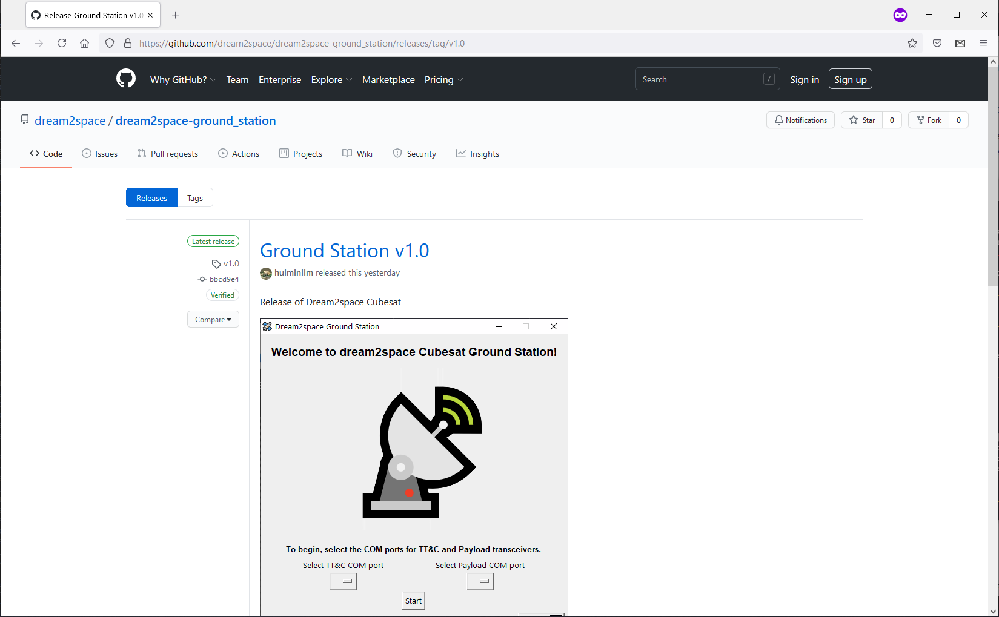 Release Ground Station v1.0
https://github.com/dream2space/dream2space-ground_station/releases/tag/v1.0
Why GitHub? Team Enterprise Explore Marketplace Pricing Search / Sign in Sign up
dream2space / dream2space-ground_station Notifications Star 0 Fork 0
Code Issues Pull requests Actions Projects Wiki Security Insights
Releases Tags
Latest release
v1.0
bbcd9e4
Verified
Compare
Ground Station v1.0
huiminlim released this yesterday
Release of Dream2space Cubesat
Dream2space Ground Station
Welcome to dream2space Cubesat Ground Station!
To begin, select the COM ports for TT&C and Payload transceivers.
Select TT&C COM port Select Payload COM port
Start